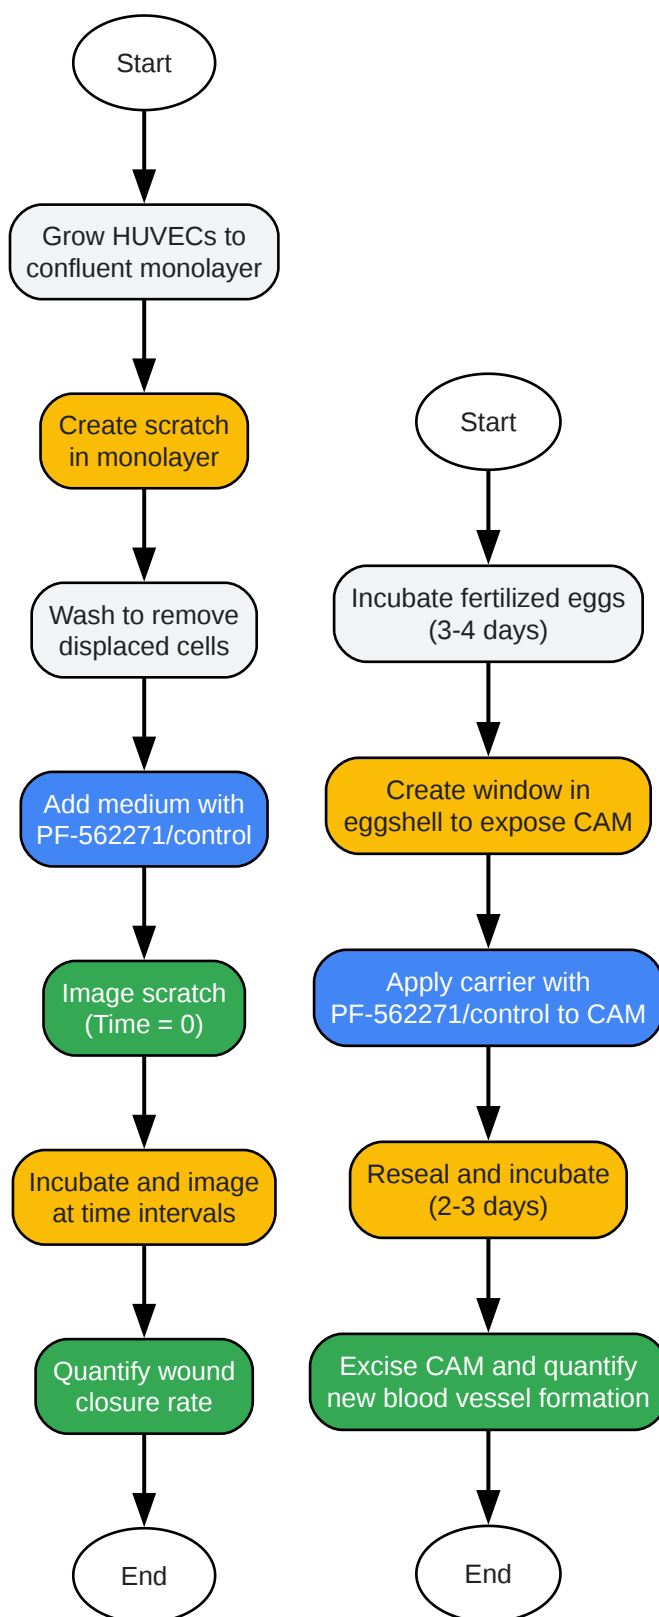 Start
Grow HUVECs to
confluent monolayer
Create scratch
in monolayer
Wash to remove
displaced cells
Add medium with
PF-562271/control
Image scratch
(Time = 0)
Incubate and image
at time intervals
Quantify wound
closure rate
End
Start
Incubate fertilized eggs
(3-4 days)
Create window in
eggshell to expose CAM
Apply carrier with
PF-562271/control to CAM
Reseal and incubate
(2-3 days)
Excise CAM and quantify
new blood vessel formation
End